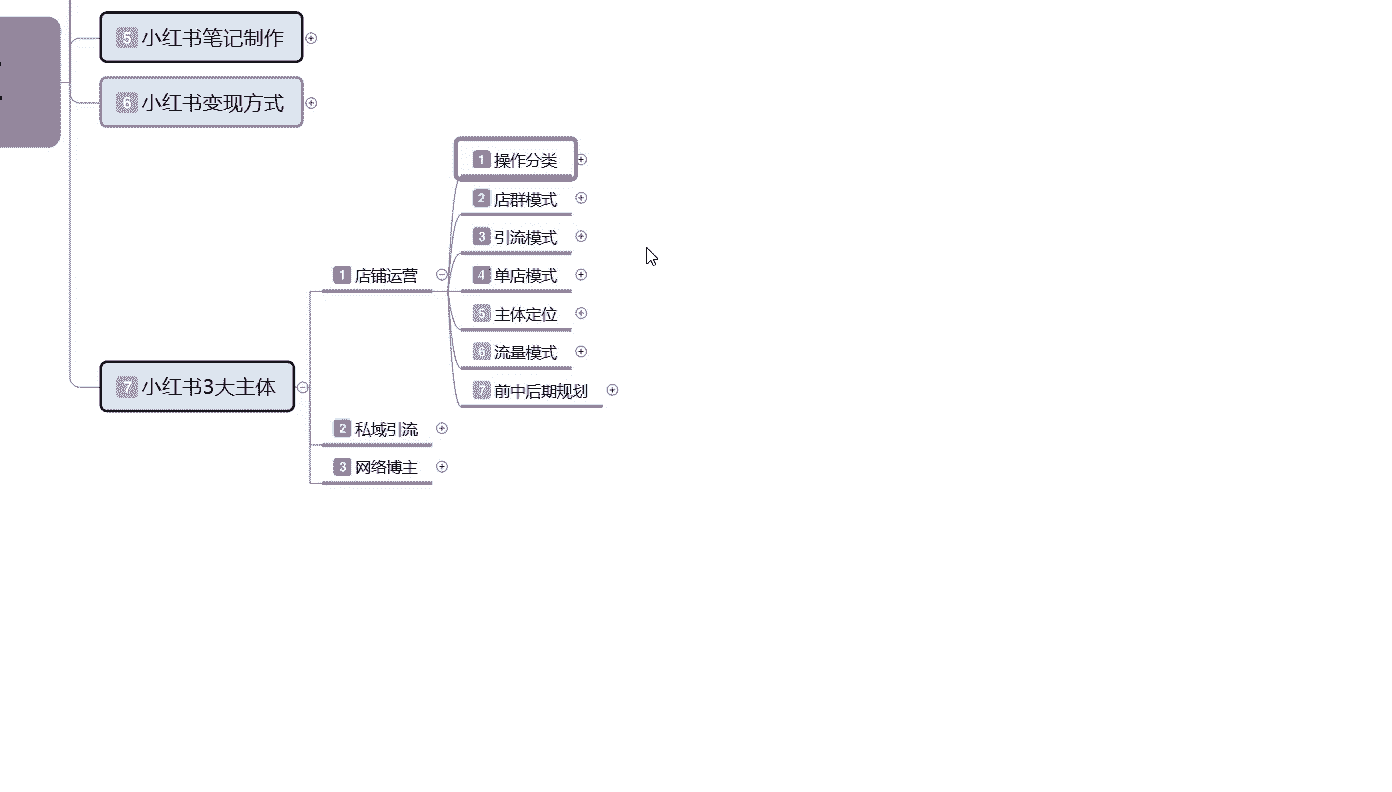 5 小红书笔记制作
6 小红书变现方式
1 操作分类
2 店群模式
3 引流模式
1 店铺运营
4 单店模式
5 主体定位
6 流量模式
7 小红书3大主体
7 前中后期规划
2 私域引流
3 网络博主